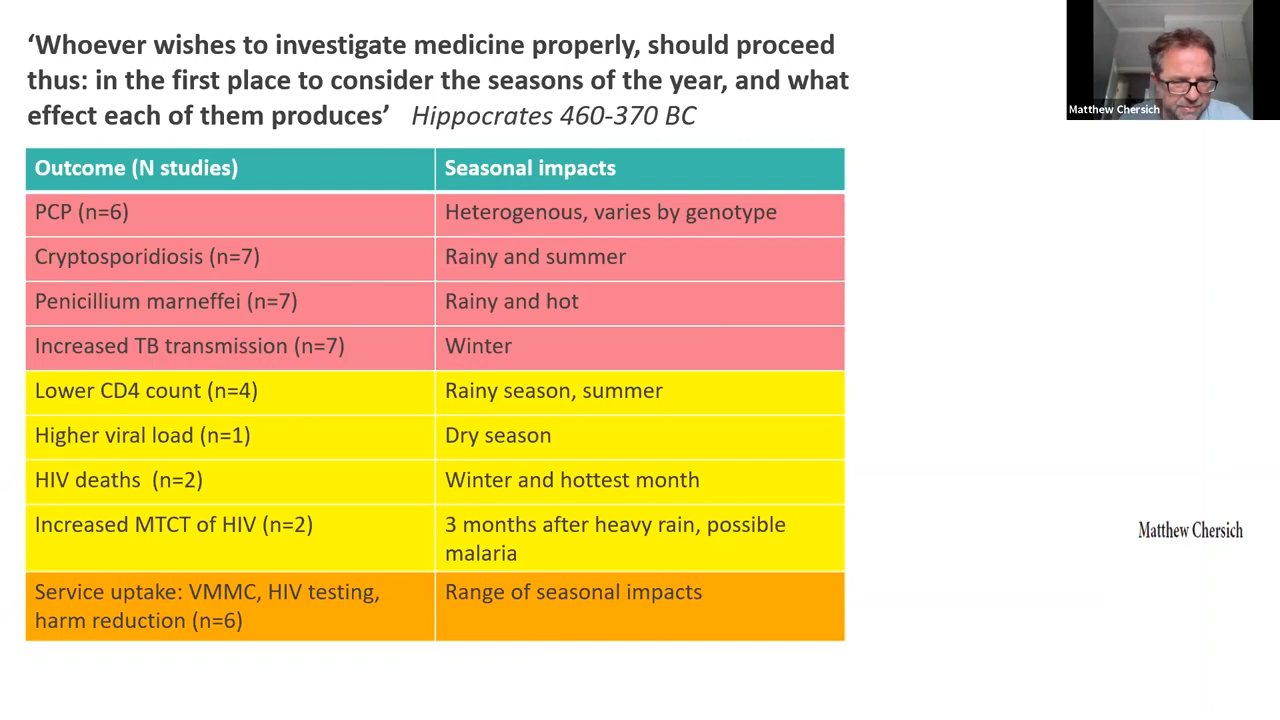 ‘Whoever wishes to investigate medicine properly, should proceed
thus: in the first place to consider the seasons of the year, and what
effect each of them produces’ Hippocrates 460-370 BC
Matthew Chersich
Outcome (N studies) Seasonal impacts
PCP (n=6) Heterogenous, varies by genotype
Cryptosporidiosis (n=7) Rainy and summer
Penicillium marneffei (n=7) Rainy and hot
Increased TB transmission (n=7) Winter
Lower CD4 count (n=4) Rainy season, summer
Higher viral load (n=1) Dry season
HIV deaths (n=2) Winter and hottest month
Increased MTCT of HIV (n=2) 3 months after heavy rain, possible
malaria
Service uptake: VMMC, HIV testing, Range of seasonal impacts
harm reduction (n=6)
Matthew Chersich